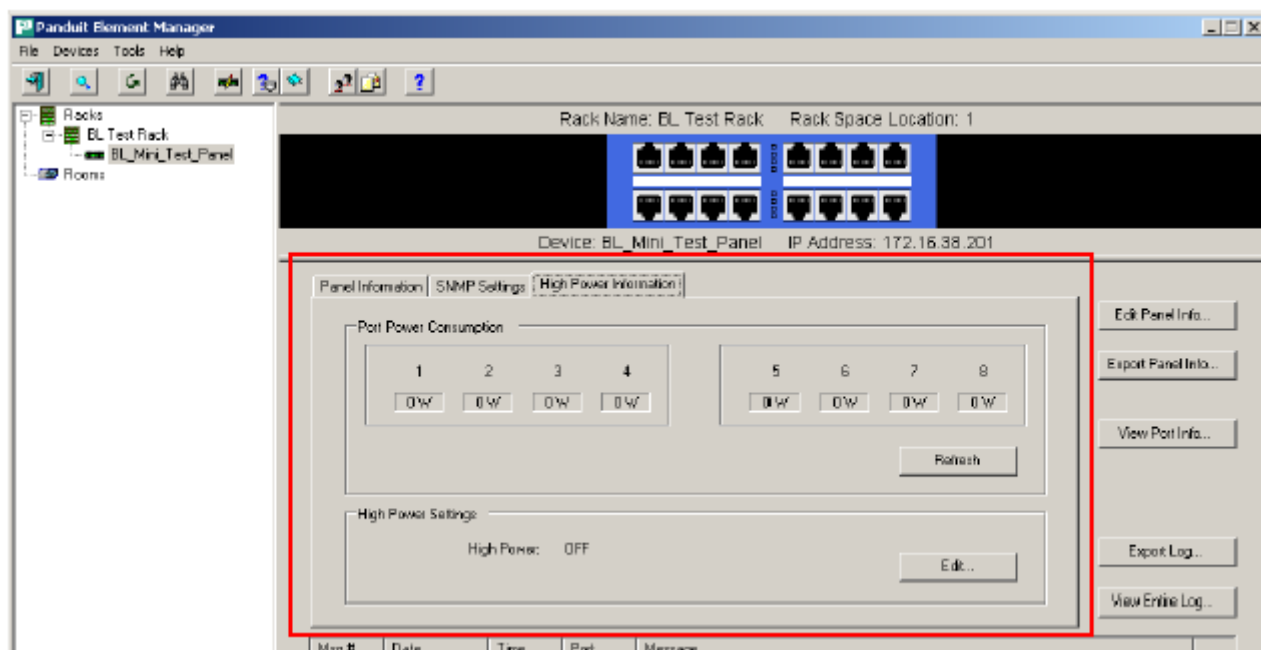 Panduit Element Manager
File Devices Tools Help
Racks
BL Test Rack
BL_Mini_Test_Panel
Rooms
Rack Name: BL Test Rack Rack Space Location: 1
Device: BL_Mini_Test_Panel IP Address: 172.16.38.201
Panel Information SNMP Settings High Power Information
Port Power Consumption
1 2 3 4 5 6 7 8
0 W 0 W 0 W 0 W 0 W 0 W 0 W 0 W
Refresh
High Power Settings
High Power: OFF
Edit...
Edit Panel Info...
Export Panel Info...
View Port Info...
Export Log...
View Entire Log...
Msg # Date Time Port Message